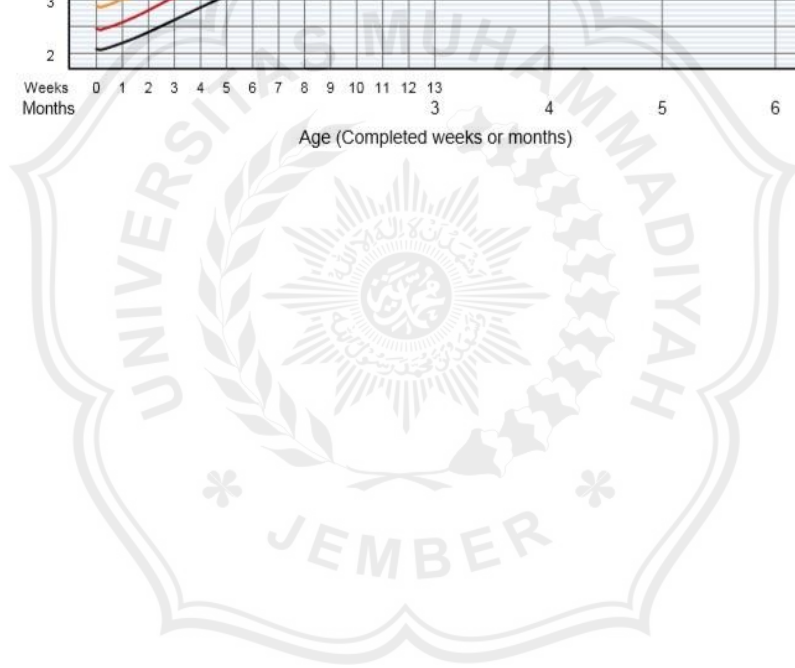 3
2
Weeks 0 1 2 3 4 5 6 7 8 9 10 11 12 13
Months 3 4 5 6
Age (Completed weeks or months)
UNIVERSITAS MUHAMMADIYAH
* JEMBER *